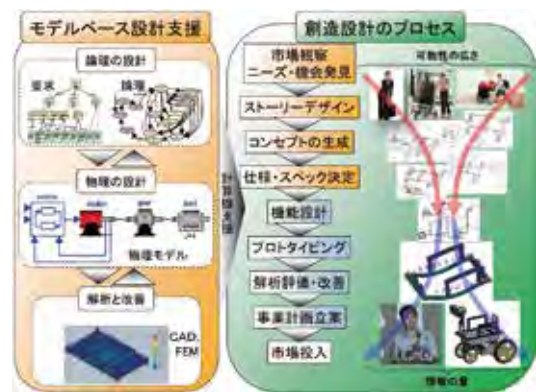 モデルベース設計支援
論理の設計
要求
論理
物理の設計
物理モデル
解析と改善
CAD,
FEM
計算機支援
創造設計のプロセス
市場観察
ニーズ・機会発見
ストーリーデザイン
コンセプトの生成
仕様・スペック決定
機能設計
プロトタイピング
解析評価・改善
事業計画立案
市場投入
可能性の広さ
情報の量